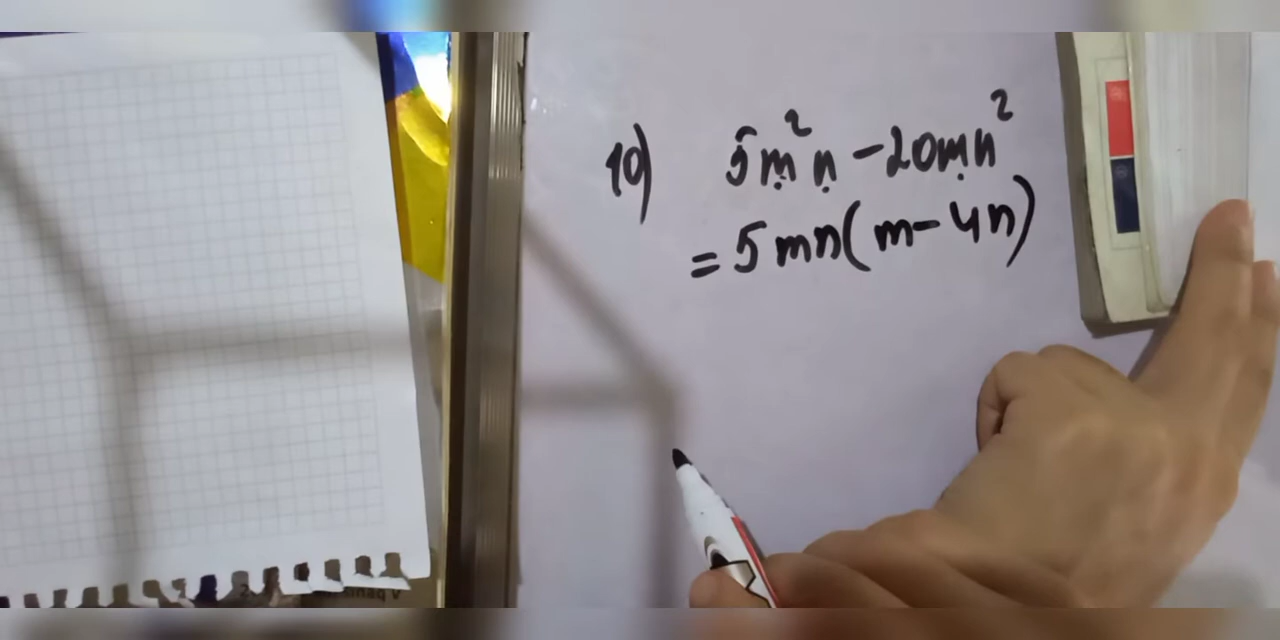 10) 5m²n - 20mn²
= 5mn(m - 4n)